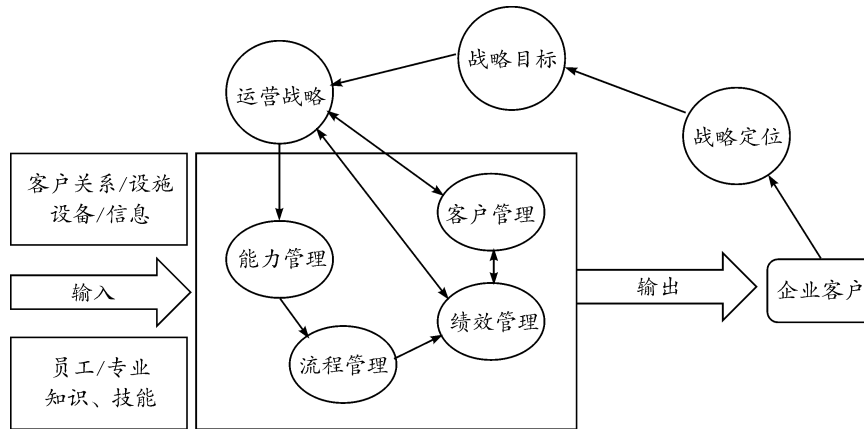 战略目标
运营战略
战略定位
客户关系/设施
设备/信息
客户管理
能力管理
输入
输出
企业客户
绩效管理
流程管理
员工/专业
知识、技能